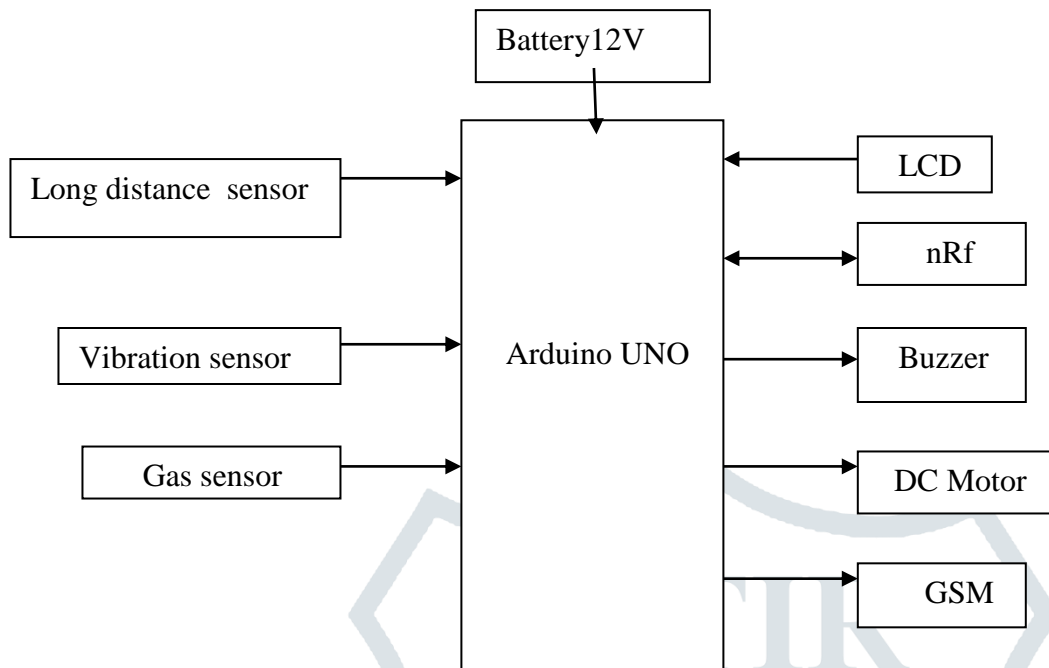 Battery12V
Long distance  sensor
Vibration sensor
Gas sensor
Arduino UNO
LCD
nRf
Buzzer
DC Motor
GSM